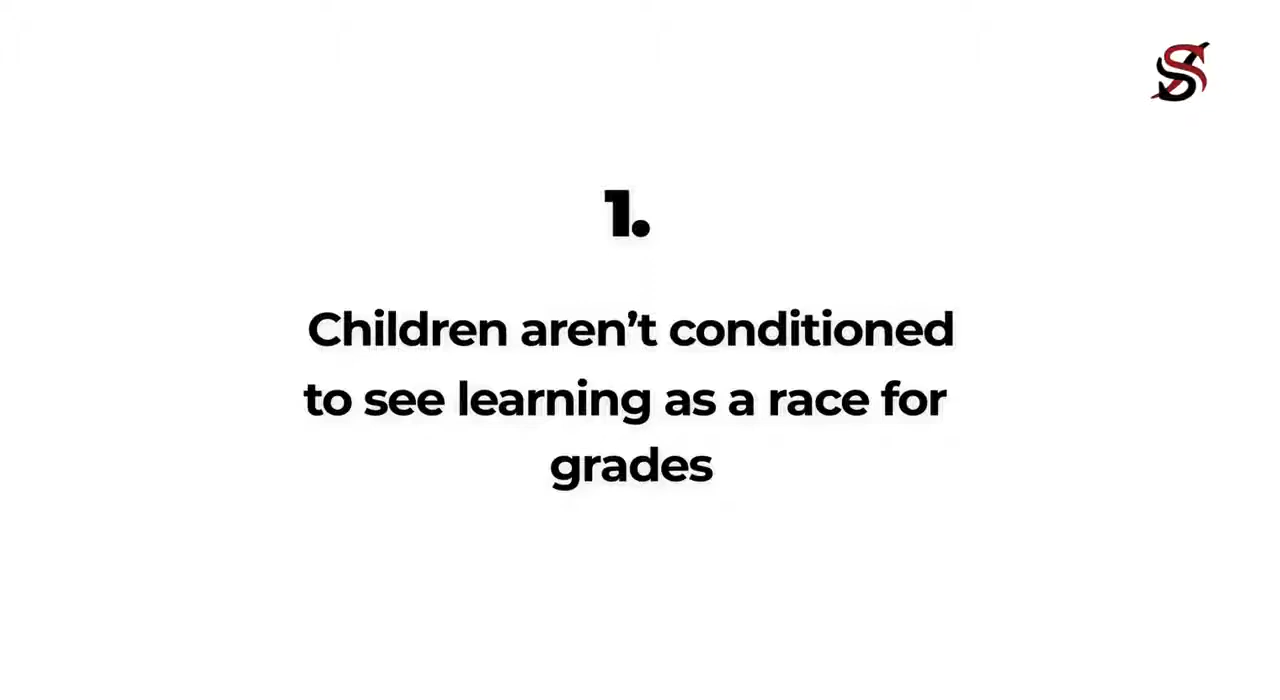 1.
Children aren’t conditioned
to see learning as a race for
grades